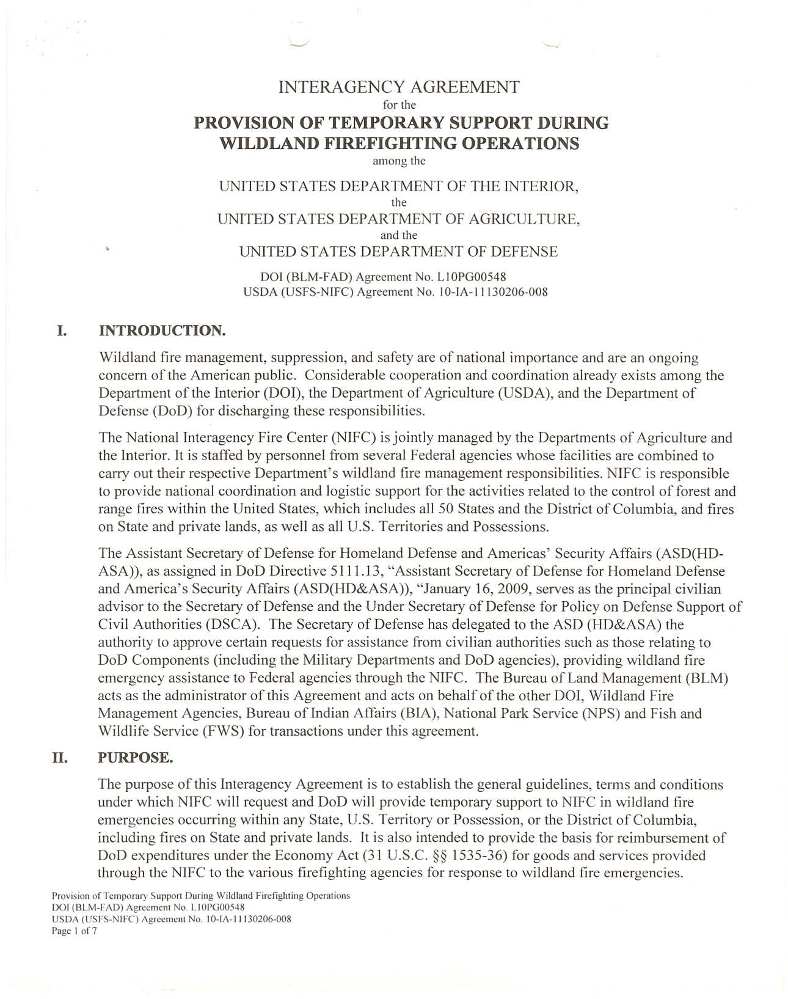 INTERAGENCY AGREEMENT
for the
PROVISION OF TEMPORARY SUPPORT DURING
WILDLAND FIREFIGHTING OPERATIONS
among the
UNITED STATES DEPARTMENT OF THE INTERIOR,
the
UNITED STATES DEPARTMENT OF AGRICULTURE,
and the
UNITED STATES DEPARTMENT OF DEFENSE
DOI (BLM-FAD) Agreement No. L10PG00548
USDA (USFS-NIFC) Agreement No. 10-IA-11130206-008
I. INTRODUCTION.
Wildland fire management, suppression, and safety are of national importance and are an ongoing
concern of the American public. Considerable cooperation and coordination already exists among the
Department of the Interior (DOI), the Department of Agriculture (USDA), and the Department of
Defense (DoD) for discharging these responsibilities.
The National Interagency Fire Center (NIFC) is jointly managed by the Departments of Agriculture and
the Interior. It is staffed by personnel from several Federal agencies whose facilities are combined to
carry out their respective Department's wildland fire management responsibilities. NIFC is responsible
to provide national coordination and logistic support for the activities related to the control of forest and
range fires within the United States, which includes all 50 States and the District of Columbia, and fires
on State and private lands, as well as all U.S. Territories and Possessions.
The Assistant Secretary of Defense for Homeland Defense and Americas' Security Affairs (ASD(HD-
ASA)), as assigned in DoD Directive 5111.13, "Assistant Secretary of Defense for Homeland Defense
and America's Security Affairs (ASD(HD&ASA)), "January 16, 2009, serves as the principal civilian
advisor to the Secretary of Defense and the Under Secretary of Defense for Policy on Defense Support of
Civil Authorities (DSCA). The Secretary of Defense has delegated to the ASD (HD&ASA) the
authority to approve certain requests for assistance from civilian authorities such as those relating to
DoD Components (including the Military Departments and DoD agencies), providing wildland fire
emergency assistance to Federal agencies through the NIFC. The Bureau of Land Management (BLM)
acts as the administrator of this Agreement and acts on behalf of the other DOI, Wildland Fire
Management Agencies, Bureau of Indian Affairs (BIA), National Park Service (NPS) and Fish and
Wildlife Service (FWS) for transactions under this agreement.
II. PURPOSE.
The purpose of this Interagency Agreement is to establish the general guidelines, terms and conditions
under which NIFC will request and DoD will provide temporary support to NIFC in wildland fire
emergencies occurring within any State, U.S. Territory or Possession, or the District of Columbia,
including fires on State and private lands. It is also intended to provide the basis for reimbursement of
DoD expenditures under the Economy Act (31 U.S.C. §§ 1535-36) for goods and services provided
through the NIFC to the various firefighting agencies for response to wildland fire emergencies.
Provision of Temporary Support During Wildland Firefighting Operations
DOI (BLM-FAD) Agreement No. L10PG00548
USDA (USFS-NIFC) Agreement No. 10-IA-11130206-008
Page 1 of 7